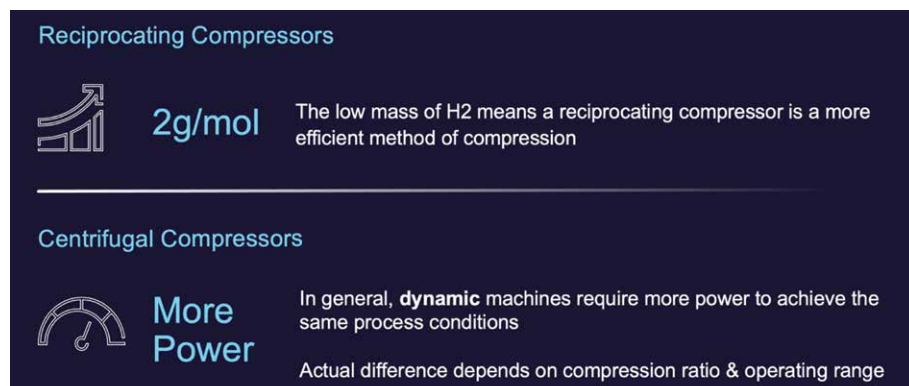 Reciprocating Compressors
2g/mol
The low mass of H2 means a reciprocating compressor is a more
efficient method of compression
Centrifugal Compressors
More
Power
In general, dynamic machines require more power to achieve the
same process conditions
Actual difference depends on compression ratio & operating range